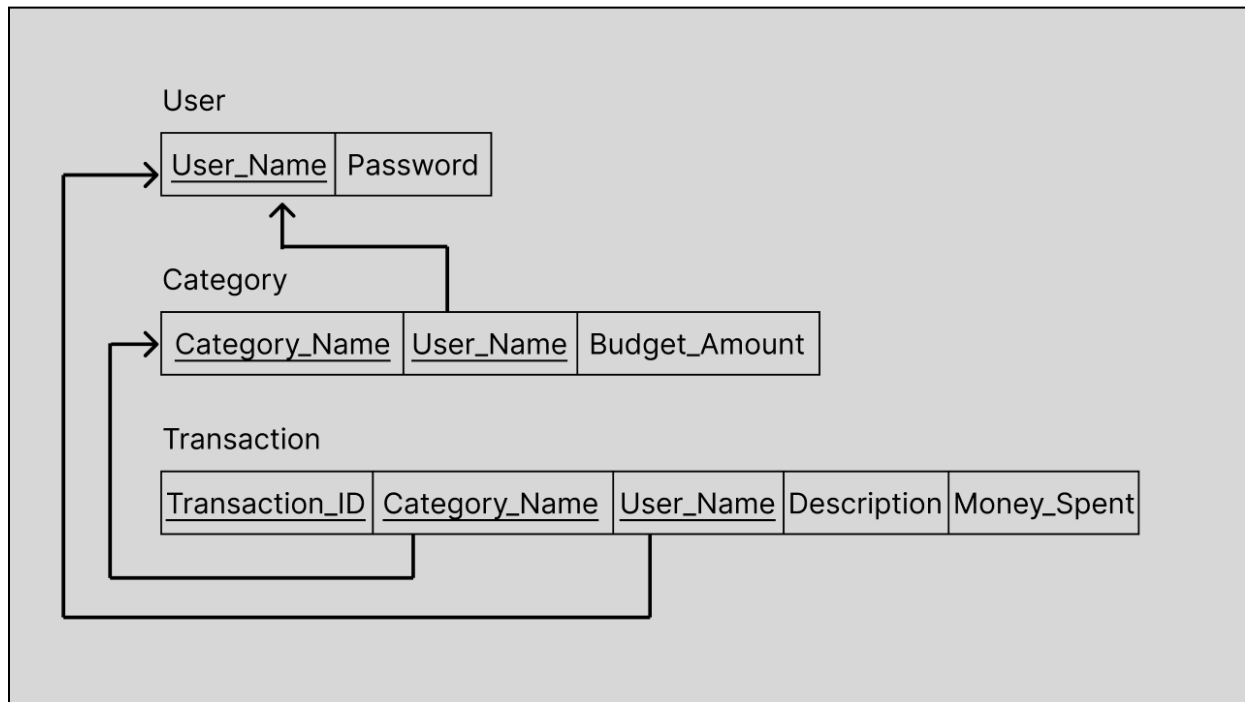 User
User_Name Password
Category
Category_Name User_Name Budget_Amount
Transaction
Transaction_ID Category_Name User_Name Description Money_Spent